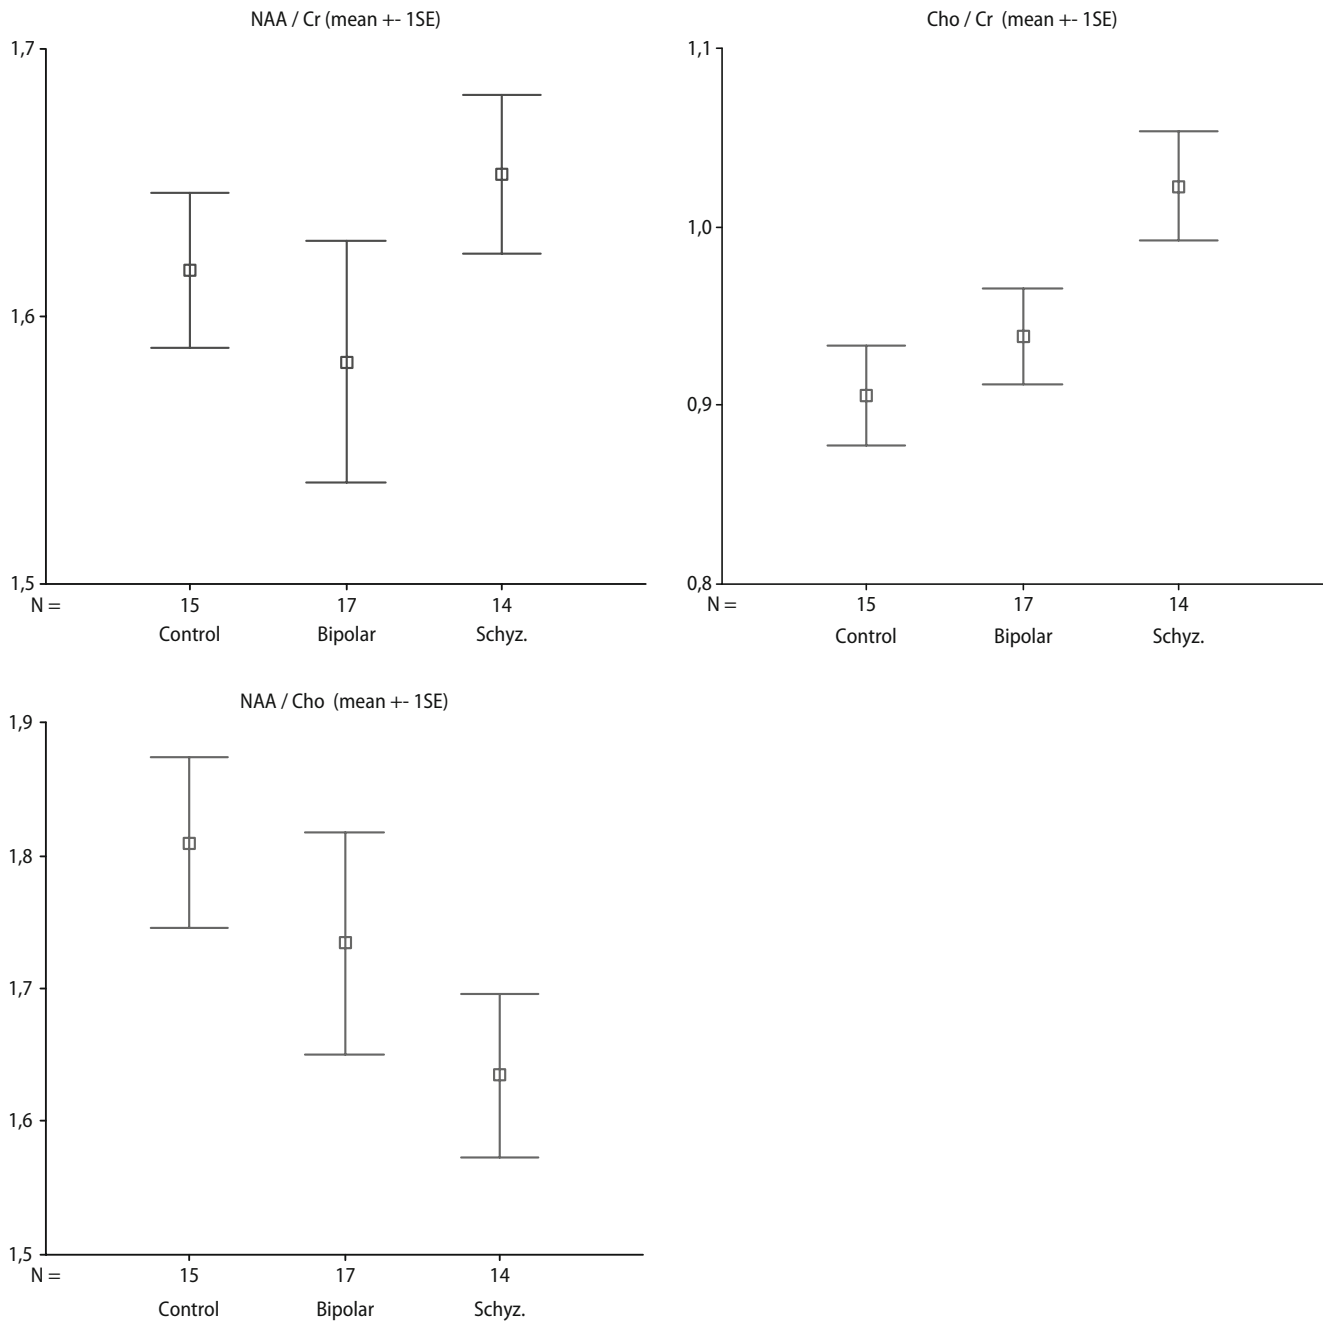 NAA / Cr (mean +- 1SE)
1,7
1,6
1,5
N = 15 17 14
Control Bipolar Schyz.
Cho / Cr (mean +- 1SE)
1,1
1,0
0,9
0,8
N = 15 17 14
Control Bipolar Schyz.
NAA / Cho (mean +- 1SE)
1,9
1,8
1,7
1,6
1,5
N = 15 17 14
Control Bipolar Schyz.